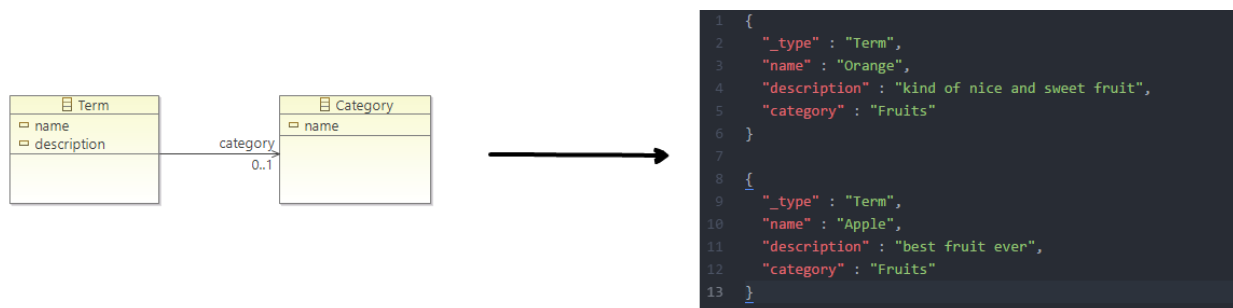 Term
name
description
category
0..1
Category
name
1 {
2 "_type" : "Term",
3 "name" : "Orange",
4 "description" : "kind of nice and sweet fruit",
5 "category" : "Fruits"
6 }
7
8 {
9 "_type" : "Term",
10 "name" : "Apple",
11 "description" : "best fruit ever",
12 "category" : "Fruits"
13 }